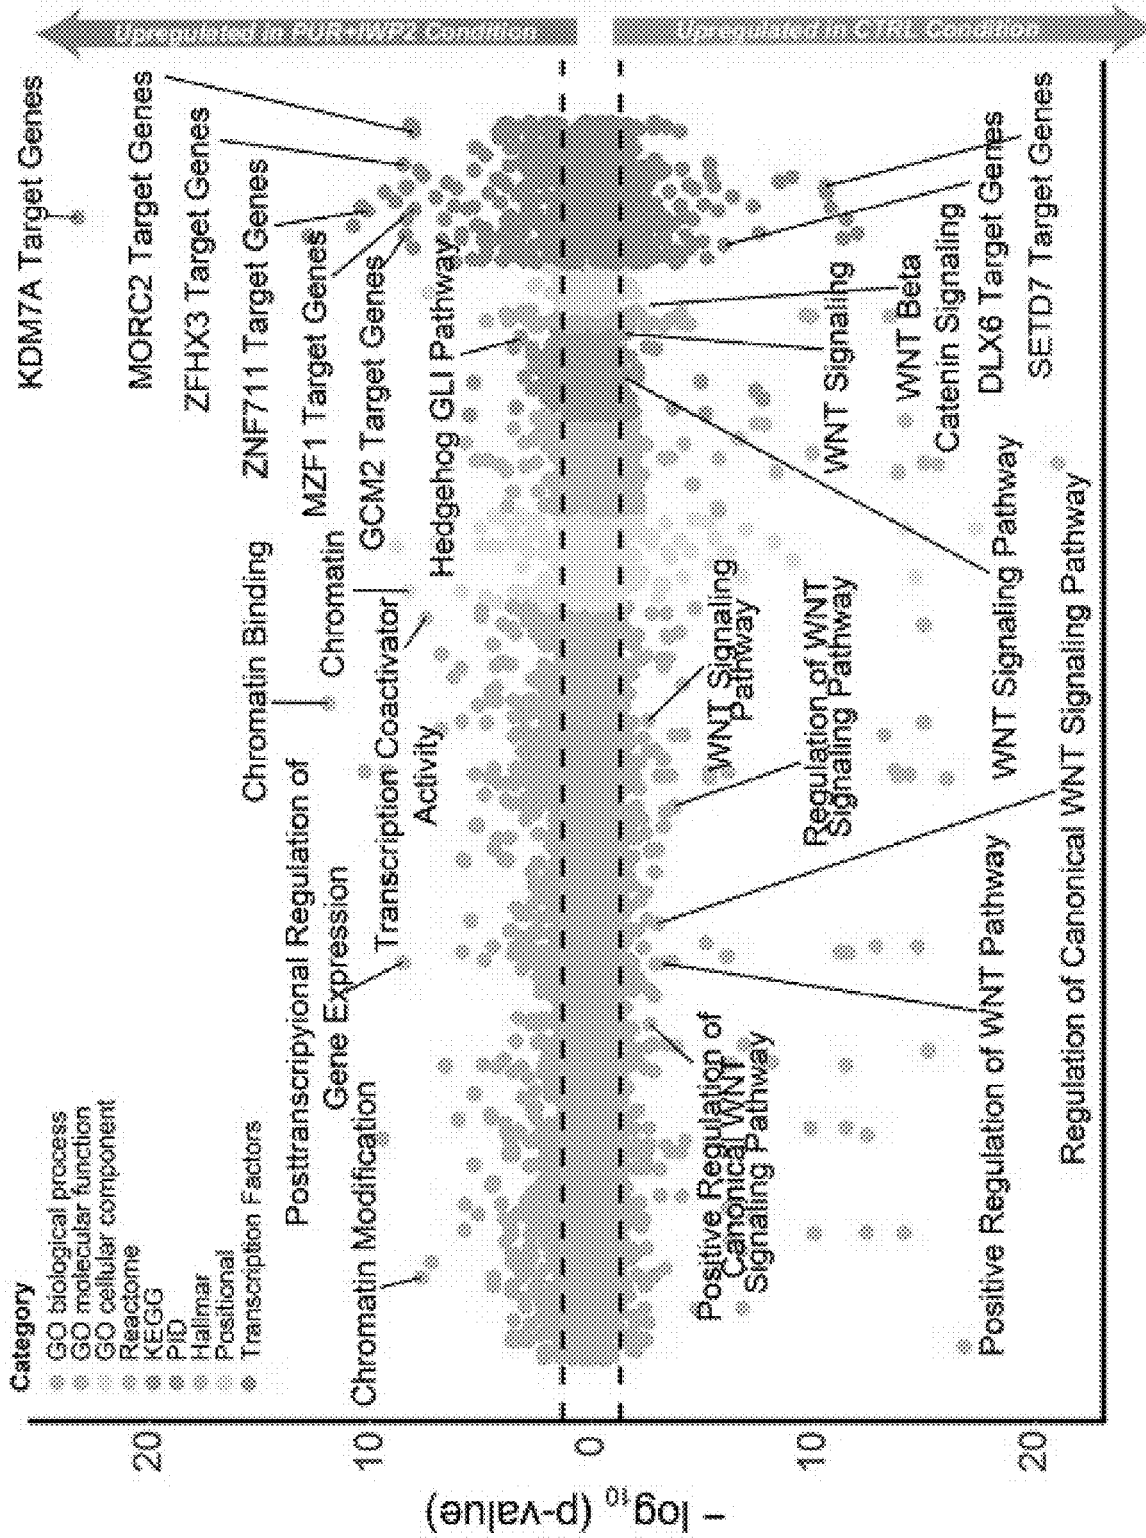 Category
GO biological process
GO molecular function
GO cellular component
Reactome
KEGG
PID
Hallmar
Positional
Transcription Factors
− log10 (p-value)
20
10
0
10
20
Upregulated in PUR+IWP2 Condition
Upregulated in CTRL Condition
KDM7A Target Genes
MORC2 Target Genes
ZFHX3 Target Genes
ZNF711 Target Genes
MZF1 Target Genes
GCM2 Target Genes
Hedgehog GLI Pathway
Chromatin Binding
Chromatin
Transcription Coactivator
Activity
Posttranscripyional Regulation of
Gene Expression
Chromatin Modification
Positive Regulation of
Canonical WNT
Signaling Pathway
Positive Regulation of WNT Pathway
Regulation of Canonical WNT Signaling Pathway
Regulation of WNT
Signaling Pathway
WNT Signaling
Pathway
WNT Signaling Pathway
WNT Signaling
WNT Beta
Catenin Signaling
DLX6 Target Genes
SETD7 Target Genes